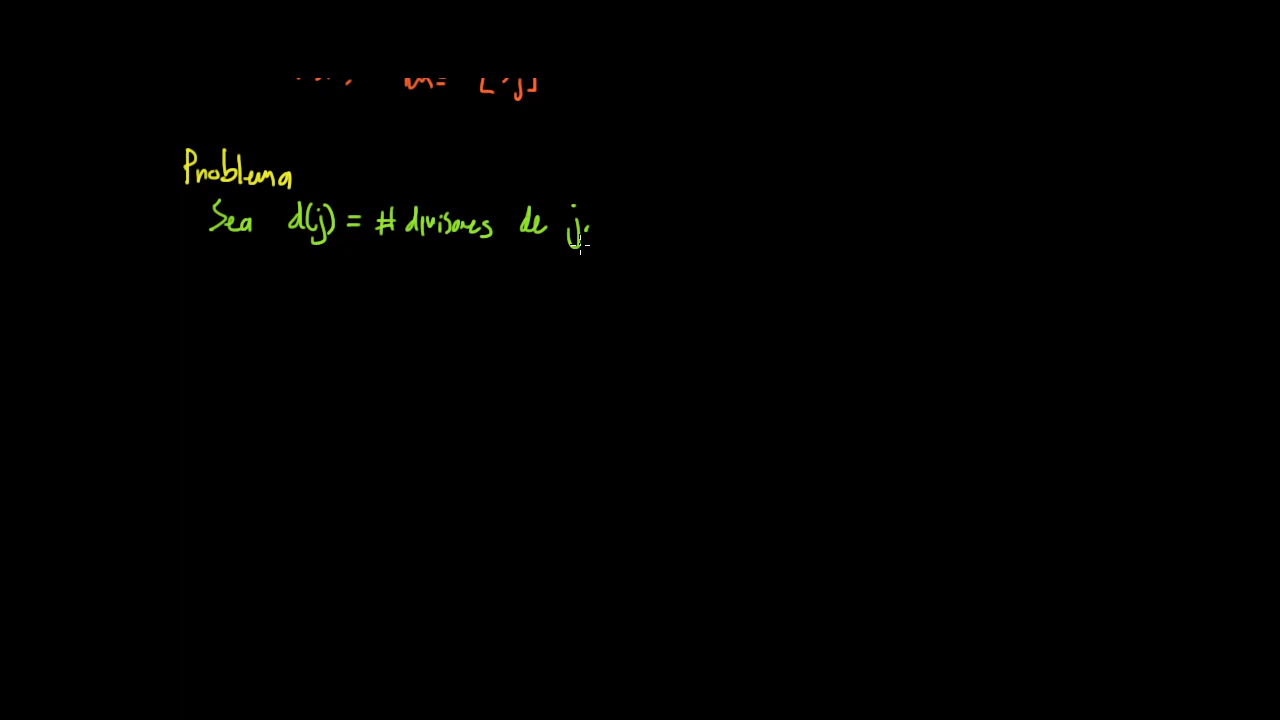 m= [ j]
Problema
Sea d(j) = # divisores de j.